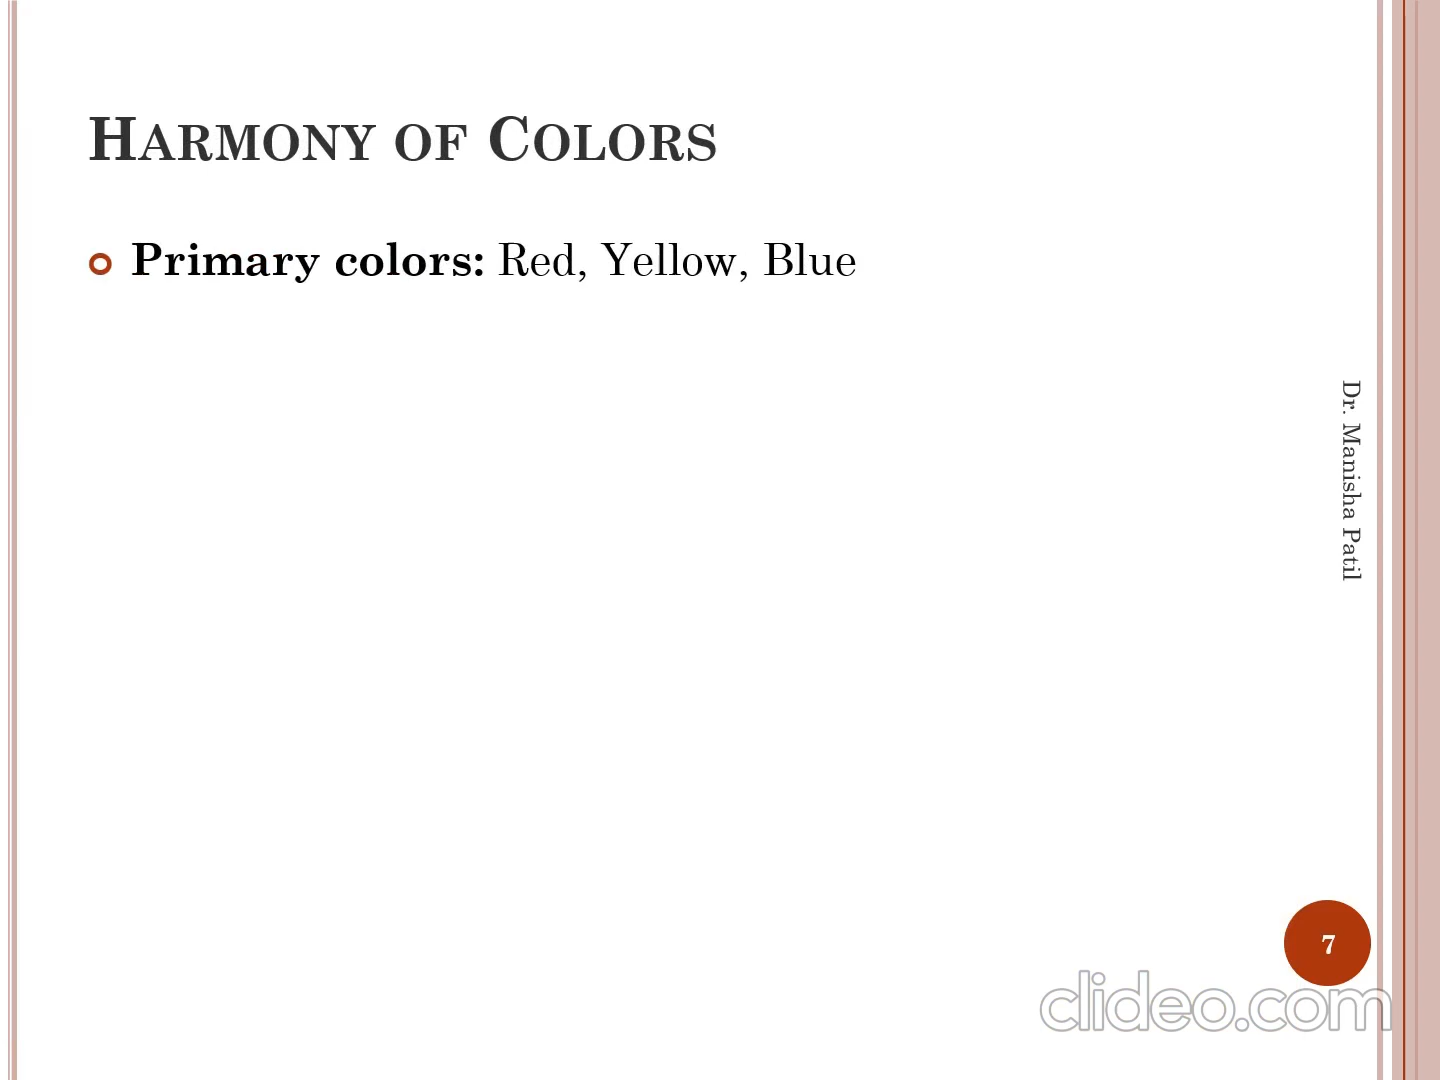 Harmony of Colors
Primary colors: Red, Yellow, Blue
Dr. Manisha Patil
7
clideo.com